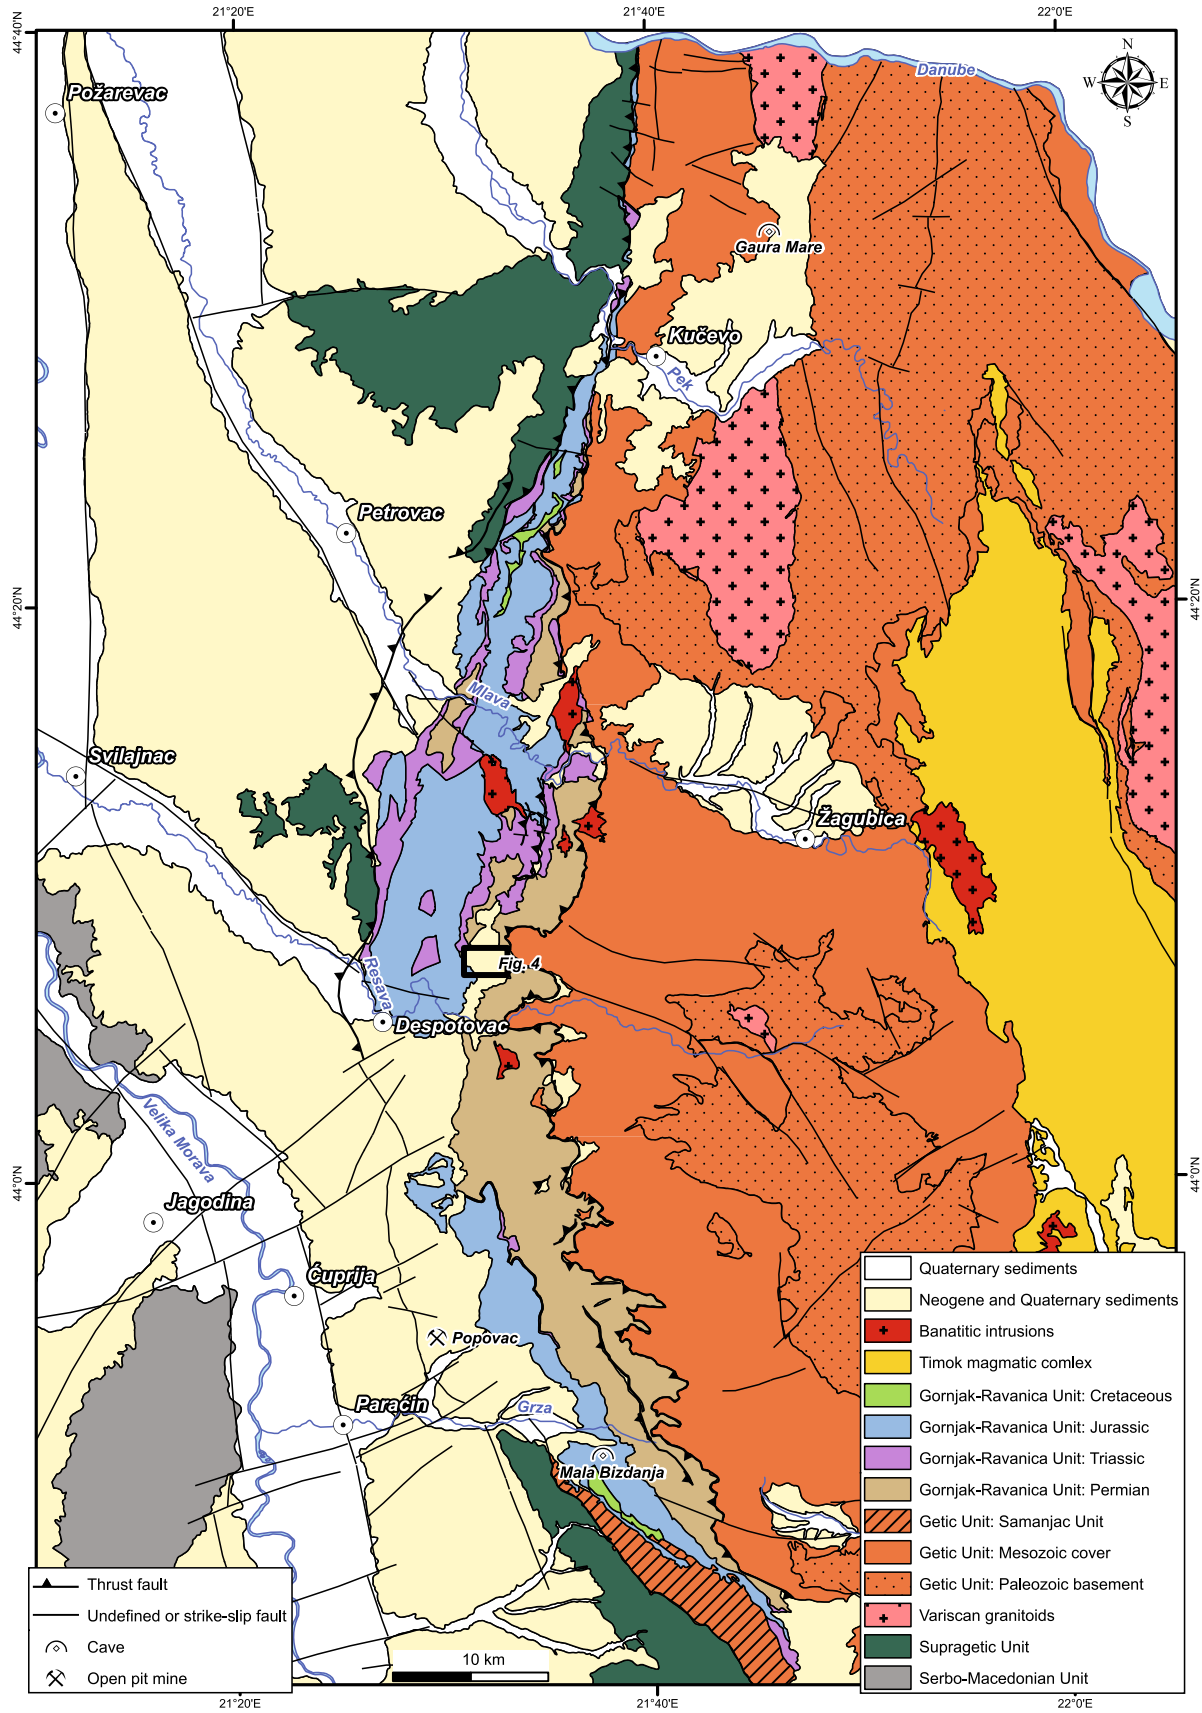 21°20'E
21°40'E
22°0'E
44°40'N
N
W
E
S
Danube
Požarevac
Gaura Mare
Kučevo
Pek
Petrovac
44°20'N
44°20'N
Mlava
Svilajnac
Žagubica
Fig. 4
Resava
Despotovac
Velika Morava
44°0'N
44°0'N
Jagodina
Ćuprija
Popovac
Paraćin
Grza
Mala Bizdanja
Quaternary sediments
Neogene and Quaternary sediments
Banatitic intrusions
Timok magmatic comlex
Gornjak-Ravanica Unit: Cretaceous
Gornjak-Ravanica Unit: Jurassic
Gornjak-Ravanica Unit: Triassic
Gornjak-Ravanica Unit: Permian
Getic Unit: Samanjac Unit
Getic Unit: Mesozoic cover
Getic Unit: Paleozoic basement
Variscan granitoids
Supragetic Unit
Serbo-Macedonian Unit
Thrust fault
Undefined or strike-slip fault
Cave
Open pit mine
10 km
21°20'E
21°40'E
22°0'E